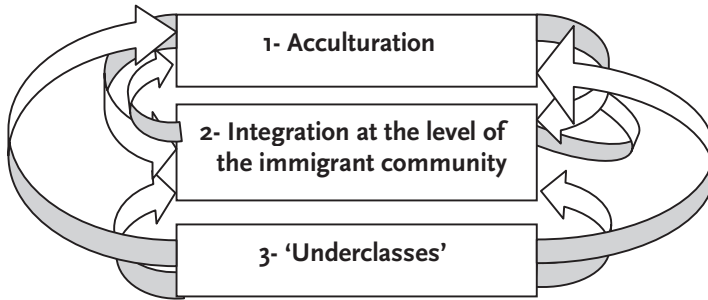 1- Acculturation
2- Integration at the level of
the immigrant community
3- ‘Underclasses’